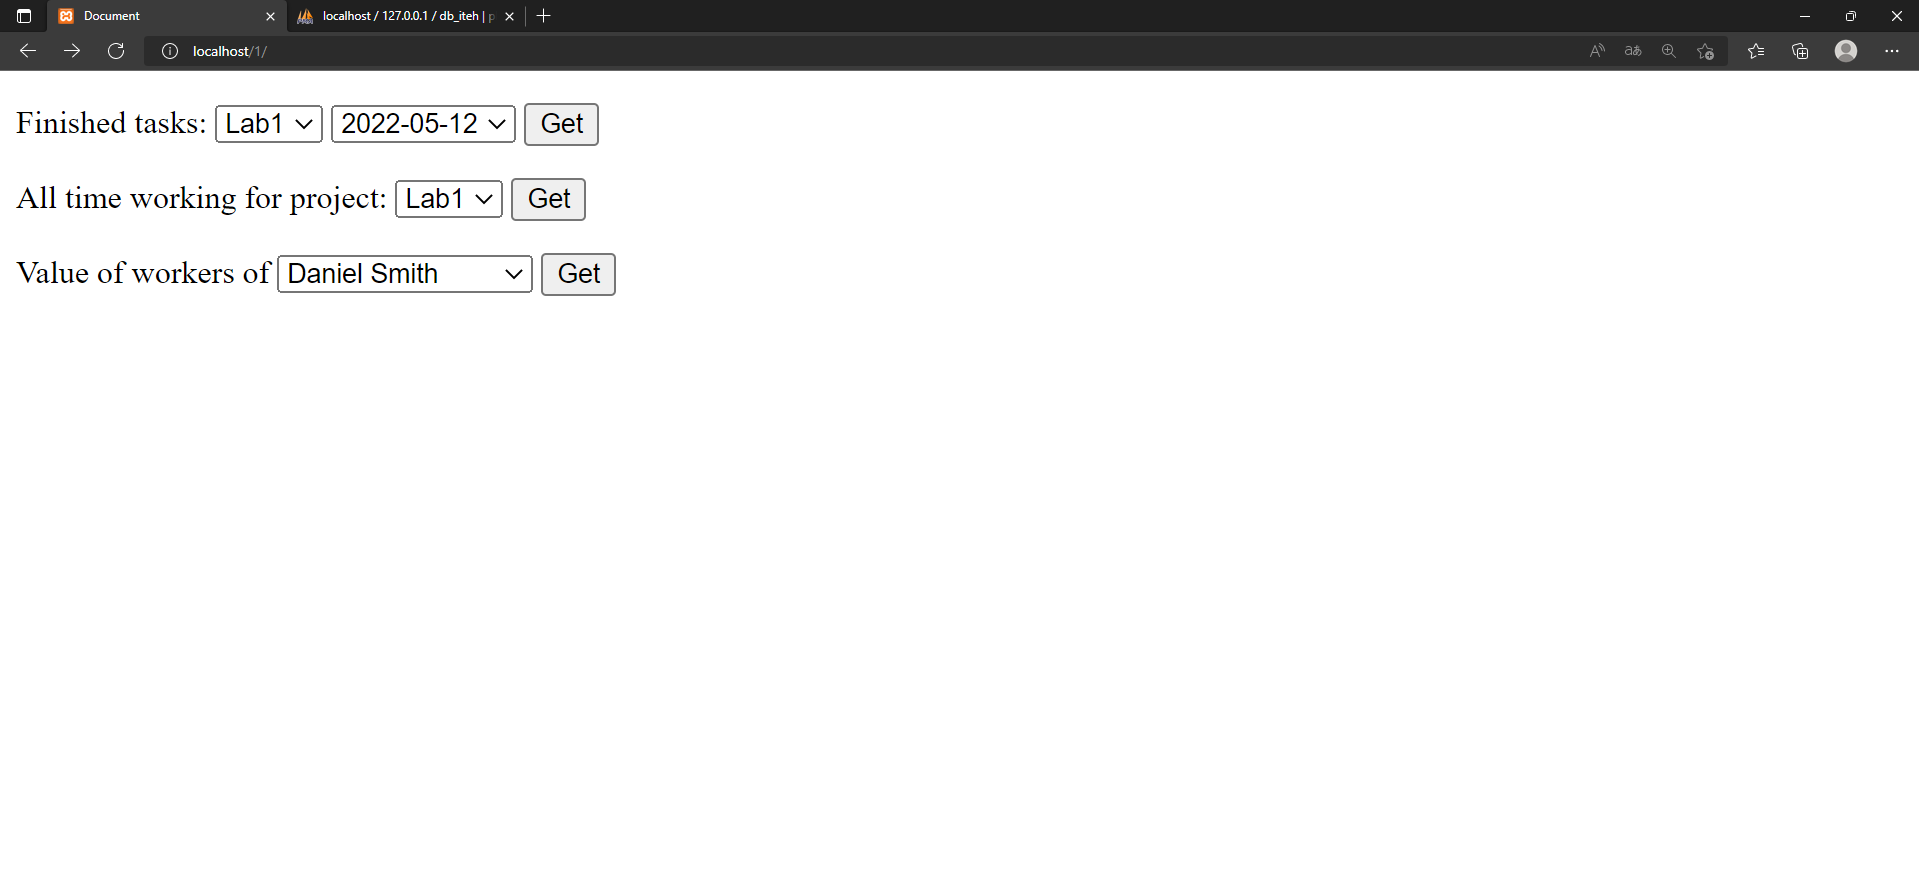 Document
localhost / 127.0.0.1 / db_iteh | p
localhost/1/
Finished tasks: Lab1 2022-05-12 Get
All time working for project: Lab1 Get
Value of workers of Daniel Smith Get